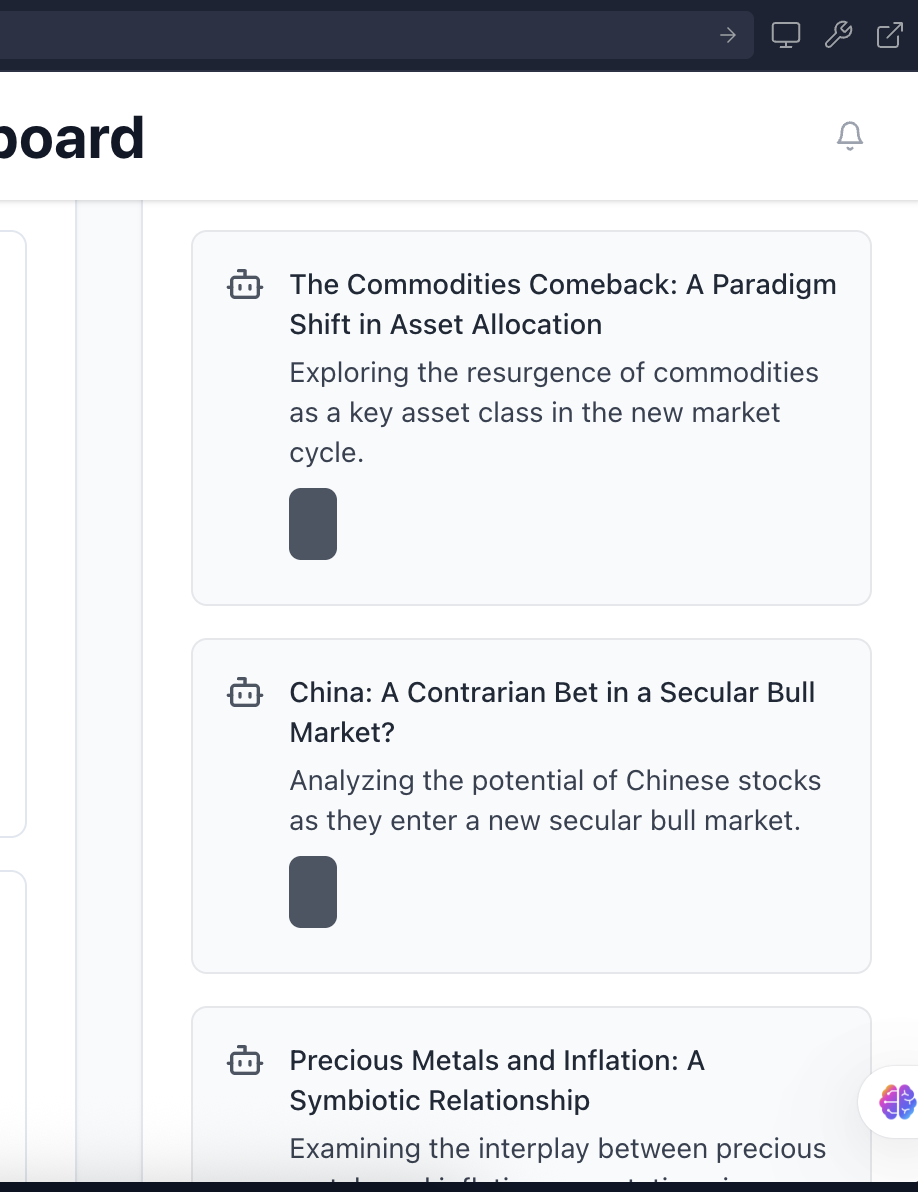 board
The Commodities Comeback: A Paradigm
Shift in Asset Allocation
Exploring the resurgence of commodities
as a key asset class in the new market
cycle.
China: A Contrarian Bet in a Secular Bull
Market?
Analyzing the potential of Chinese stocks
as they enter a new secular bull market.
Precious Metals and Inflation: A
Symbiotic Relationship
Examining the interplay between precious